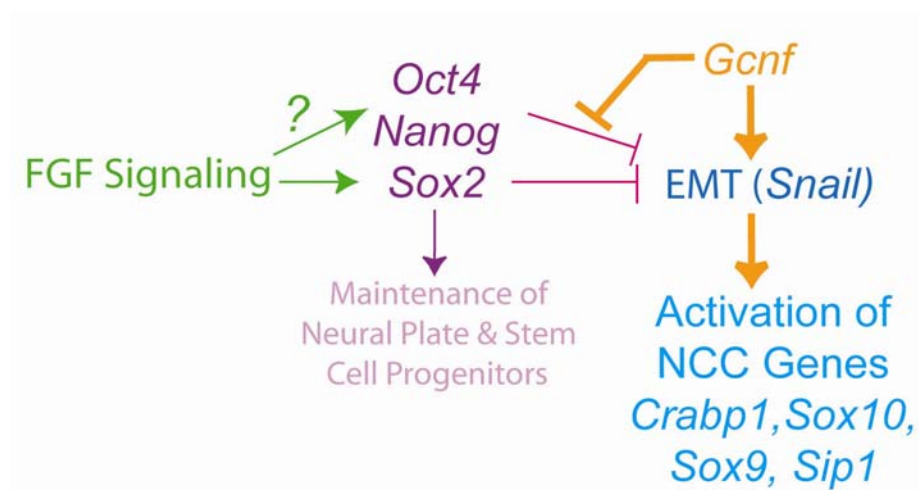 Oct4
Nanog
Sox2
Gcnf
?
FGF Signaling
EMT (Snail)
Maintenance of
Neural Plate & Stem
Cell Progenitors
Activation of
NCC Genes
Crabp1,Sox10,
Sox9, Sip1